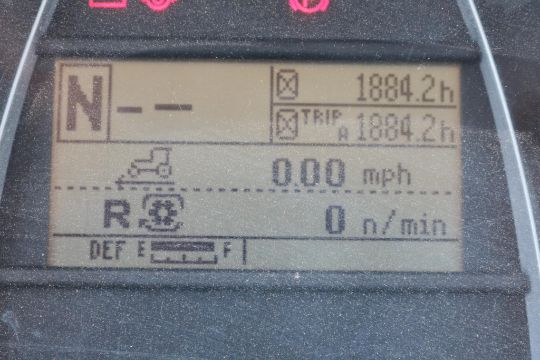 N -- 1884.2h
TRIP A 1884.2h
0.00 mph
R 0 n/min
DEF E F